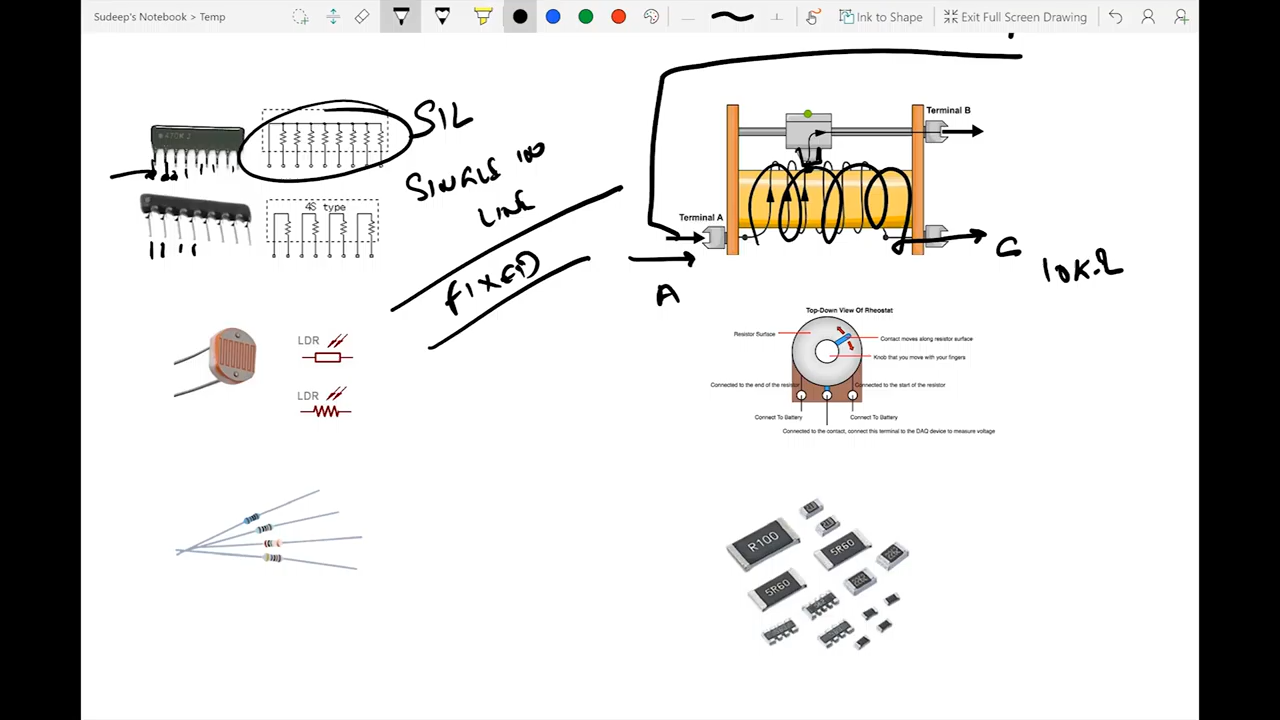 Sudeep's Notebook > Temp
Ink to Shape
Exit Full Screen Drawing
SIL
SINGLE
LINE
4S type
FIXED
Terminal B
Terminal A
A
C
10K
LDR
LDR
Top-Down View Of Rheostat
Resistor Surface
Contact moves along resistor surface
Knob that you move with your fingers
Connected to the end of the resistor
Connected to the start of the resistor
Connect To Battery
Connect To Battery
Connected to the contact, connect this terminal to the DAQ device to measure voltage
R100
5R60
5R60